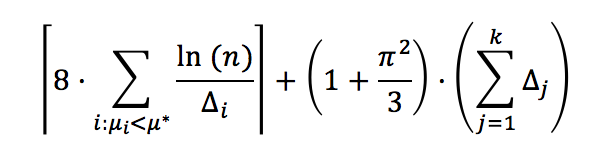 ⌈8 · ∑_{i:μ_i<μ*} ln (n) / Δ_i⌉ + (1 + π² / 3) · (∑_{j=1}^{k} Δ_j)